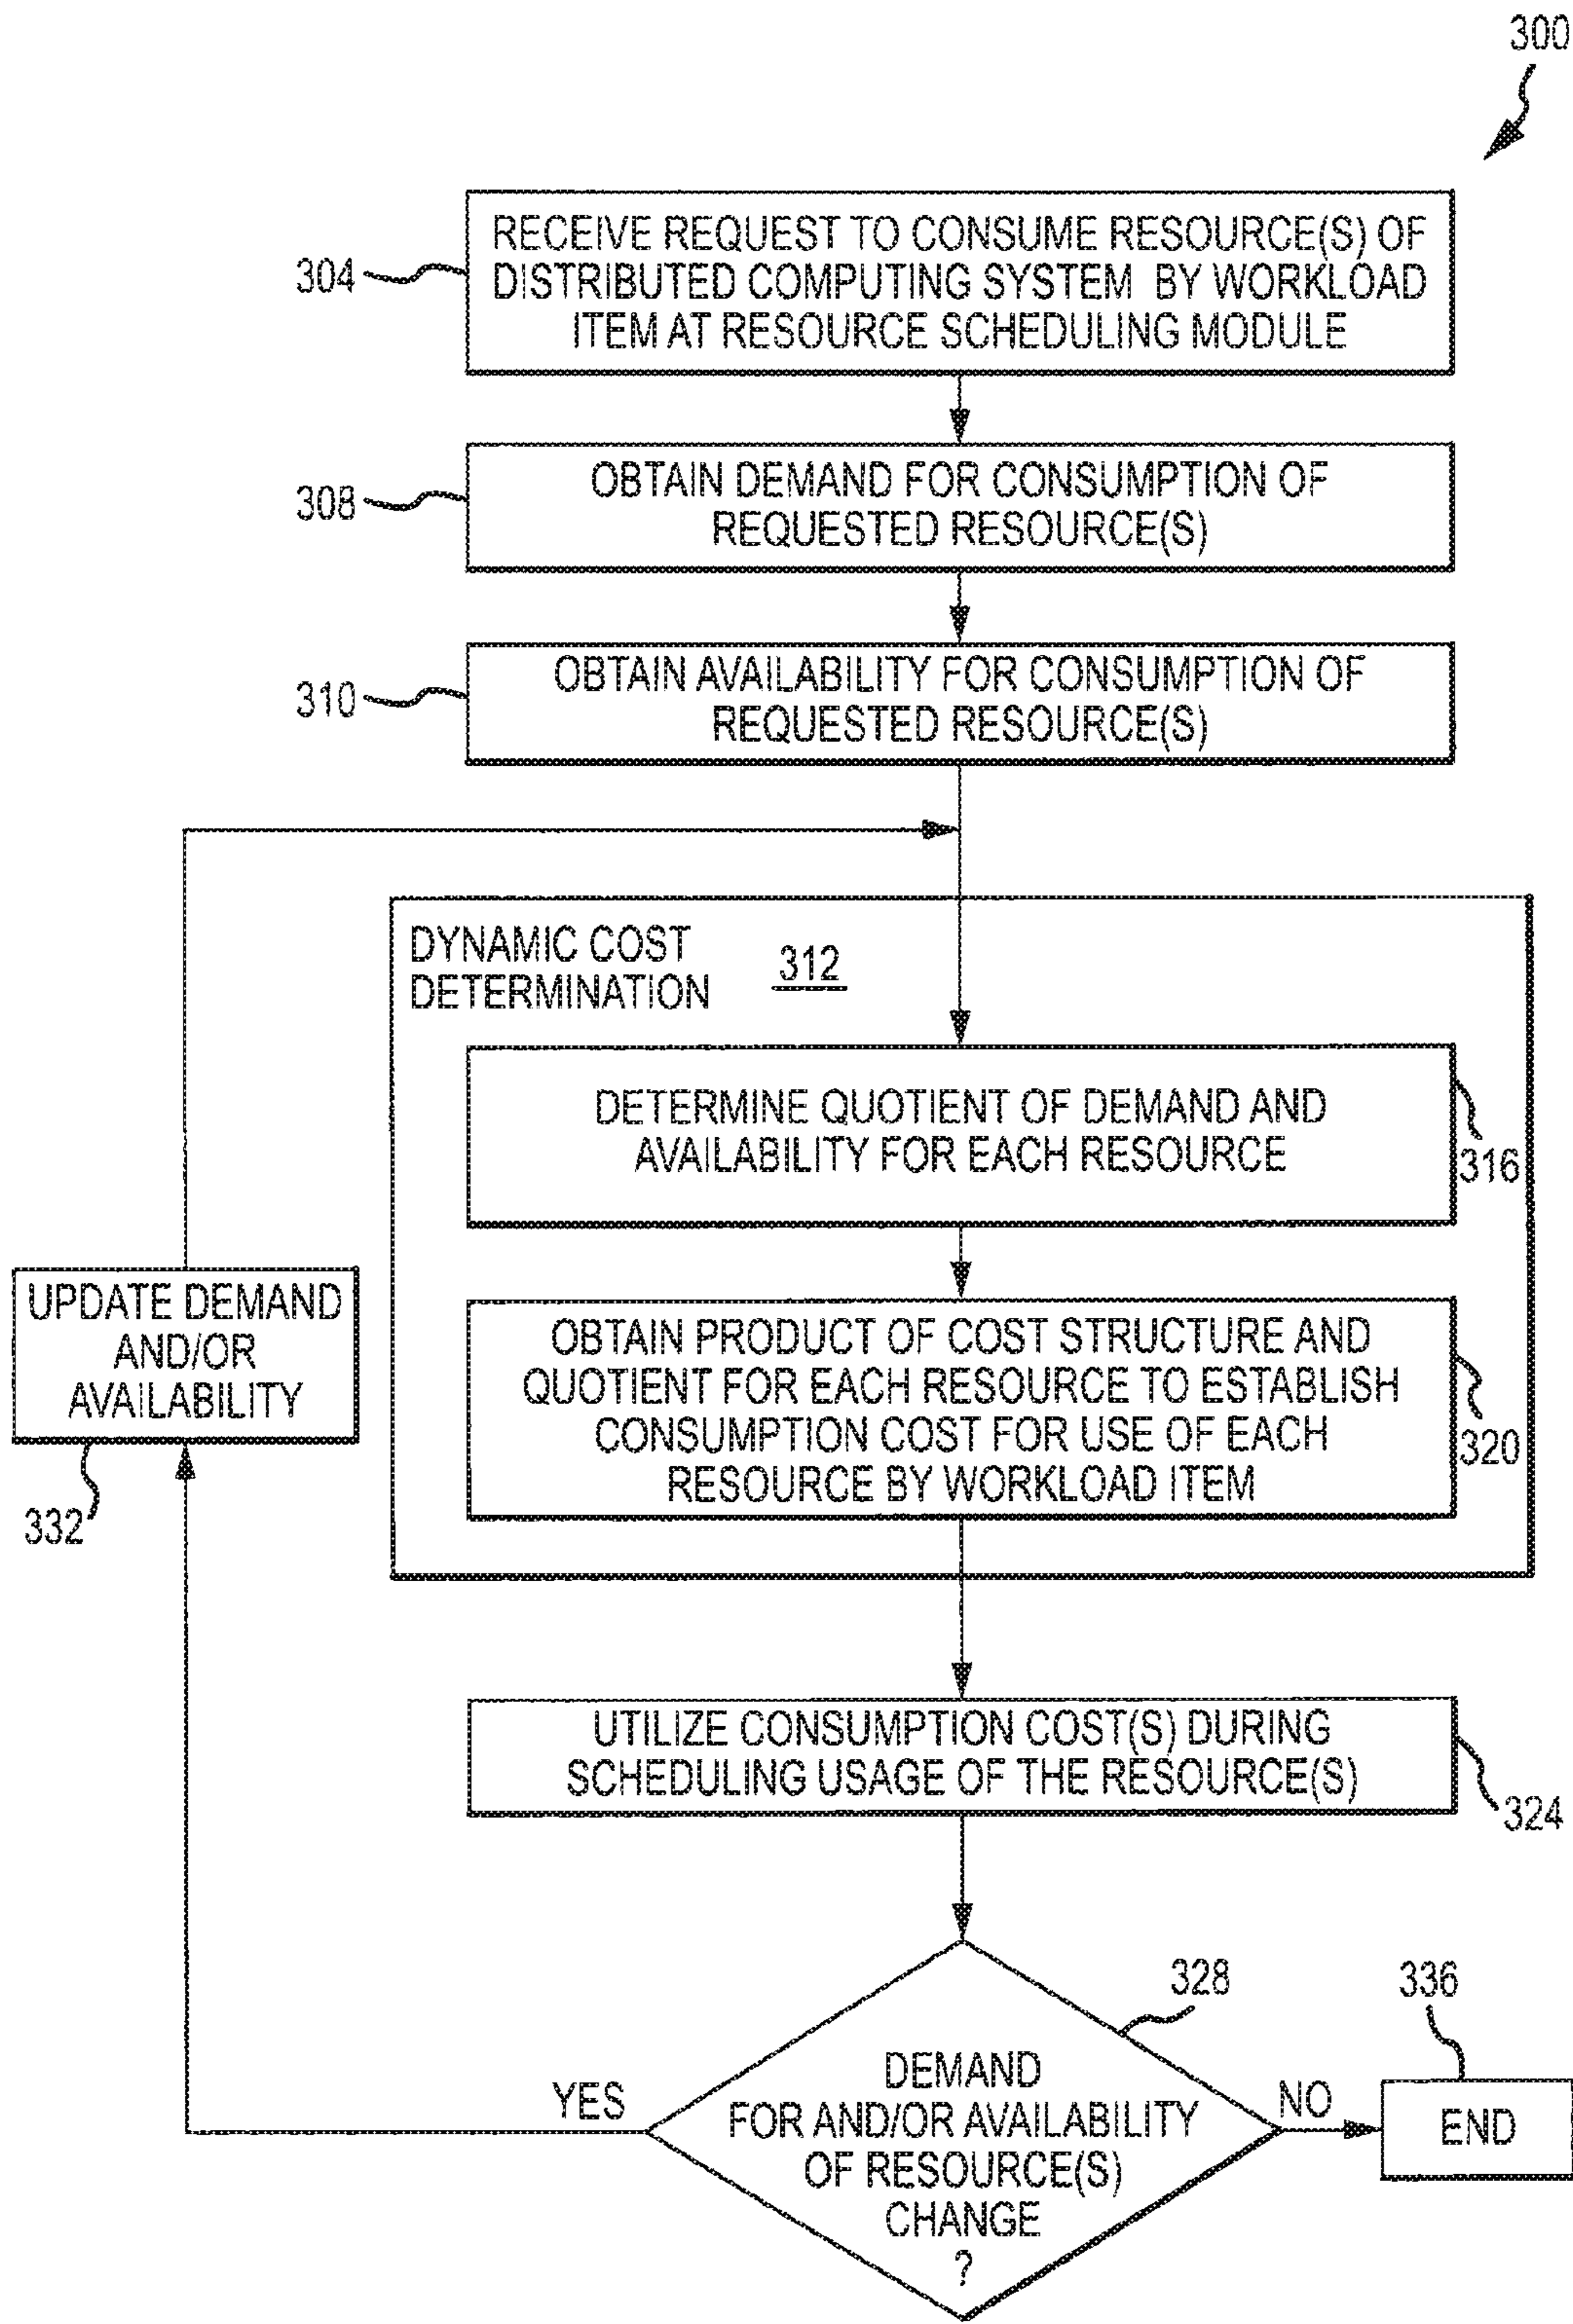 300
RECEIVE REQUEST TO CONSUME RESOURCE(S) OF
DISTRIBUTED COMPUTING SYSTEM BY WORKLOAD
ITEM AT RESOURCE SCHEDULING MODULE
304
OBTAIN DEMAND FOR CONSUMPTION OF
REQUESTED RESOURCE(S)
308
OBTAIN AVAILABILITY FOR CONSUMPTION OF
REQUESTED RESOURCE(S)
310
DYNAMIC COST
DETERMINATION
312
DETERMINE QUOTIENT OF DEMAND AND
AVAILABILITY FOR EACH RESOURCE
316
OBTAIN PRODUCT OF COST STRUCTURE AND
QUOTIENT FOR EACH RESOURCE TO ESTABLISH
CONSUMPTION COST FOR USE OF EACH
RESOURCE BY WORKLOAD ITEM
320
UPDATE DEMAND
AND/OR
AVAILABILITY
332
UTILIZE CONSUMPTION COST(S) DURING
SCHEDULING USAGE OF THE RESOURCE(S)
324
328
DEMAND
FOR AND/OR AVAILABILITY
OF RESOURCE(S)
CHANGE
?
YES
NO
336
END